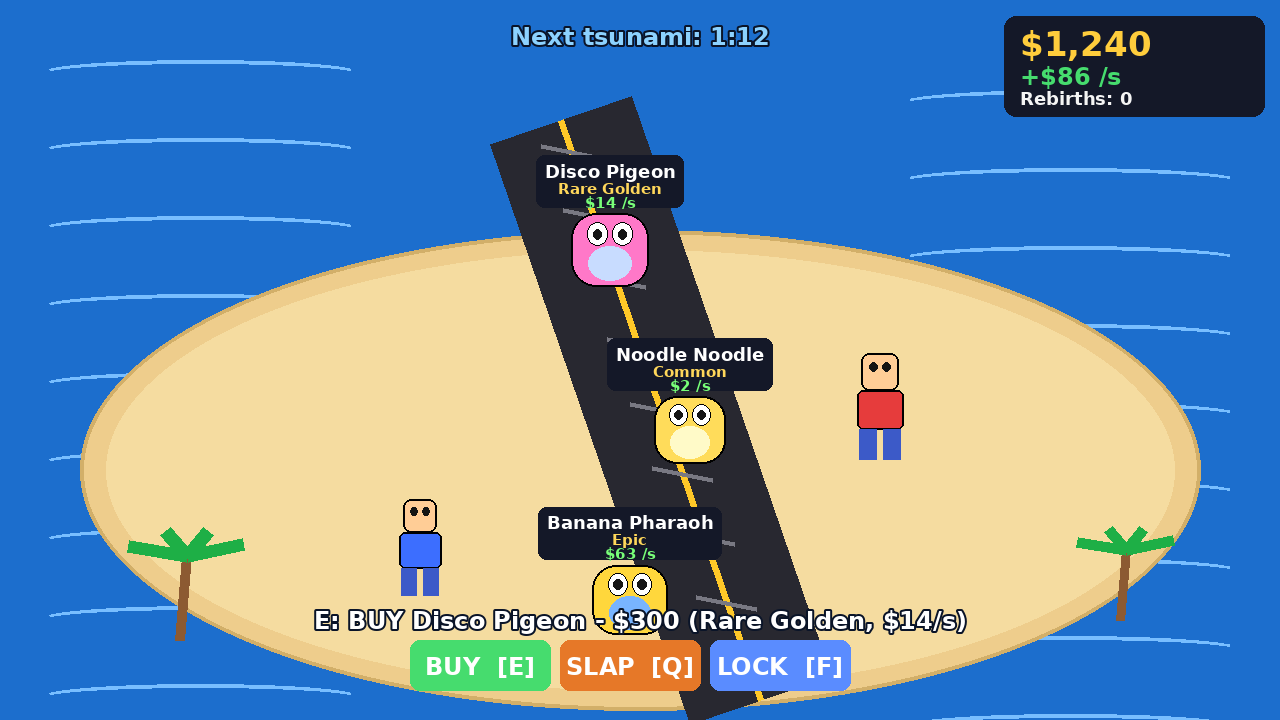 Next tsunami: 1:12
$1,240
+$86 /s
Rebirths: 0
Disco Pigeon
Rare Golden
$14 /s
Noodle Noodle
Common
$2 /s
Banana Pharaoh
Epic
$63 /s
E: BUY Disco Pigeon - $300 (Rare Golden, $14/s)
BUY [E]
SLAP [Q]
LOCK [F]